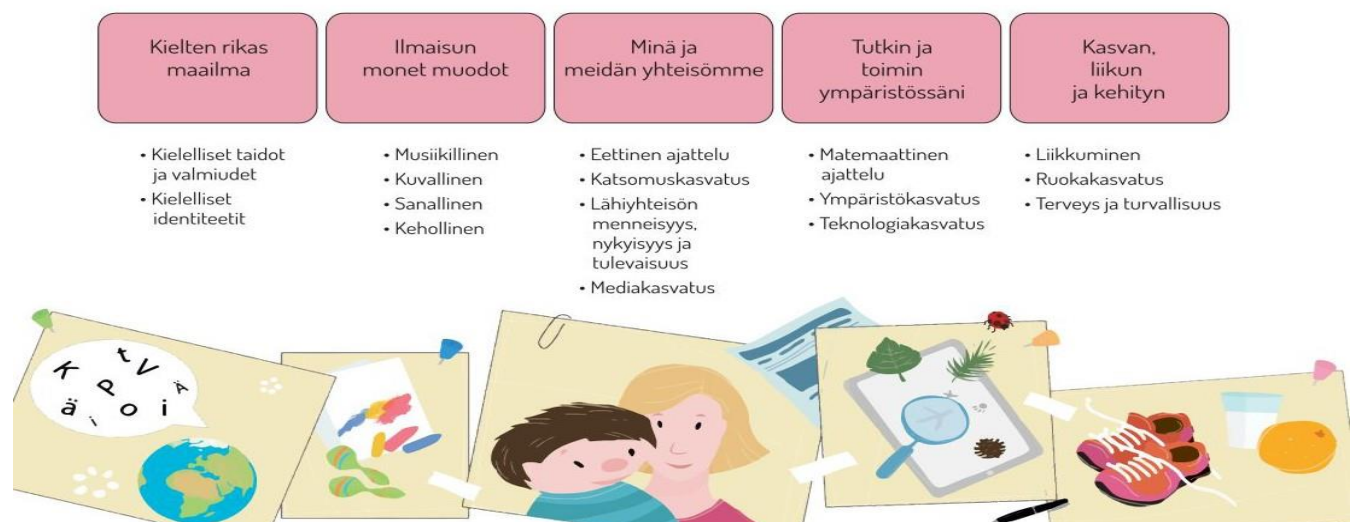 Kielten rikas
maailma
Ilmaisun
monet muodot
Minä ja
meidän yhteisömme
Tutkin ja
toimin
ympäristössäni
Kasvan,
liikun
ja kehityn
• Kielelliset taidot
ja valmiudet
• Kielelliset
identiteetit
• Musiikillinen
• Kuvallinen
• Sanallinen
• Kehollinen
• Eettinen ajattelu
• Katsomuskasvatus
• Lähiyhteisön
menneisyys,
nykyisyys ja
tulevaisuus
• Mediakasvatus
• Matemaattinen
ajattelu
• Ympäristökasvatus
• Teknologiakasvatus
• Liikkuminen
• Ruokakasvatus
• Terveys ja turvallisuus
K P t V
ä i o i Ä